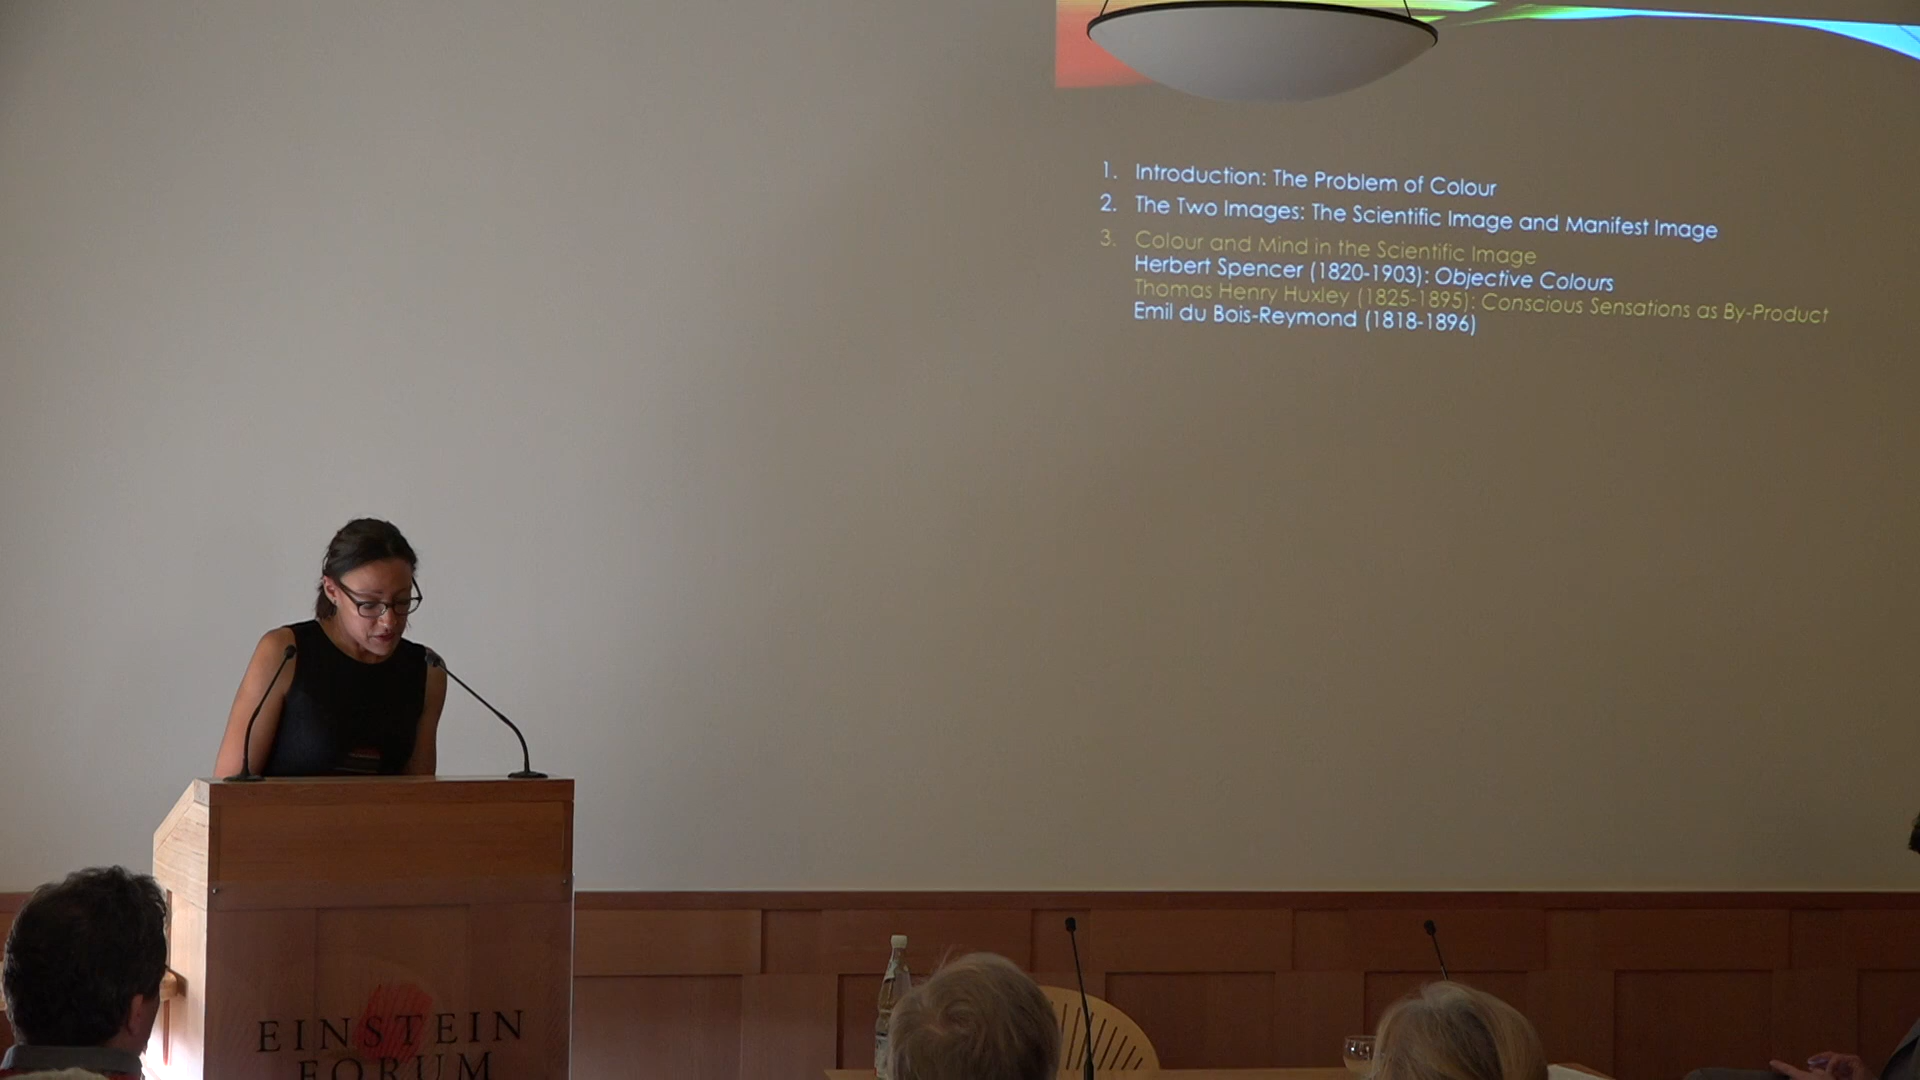 1. Introduction: The Problem of Colour
2. The Two Images: The Scientific Image and Manifest Image
3. Colour and Mind in the Scientific Image
Herbert Spencer (1820-1903): Objective Colours
Thomas Henry Huxley (1825-1895): Conscious Sensations as By-Product
Emil du Bois-Reymond (1818-1896)
EINSTEIN
FORUM